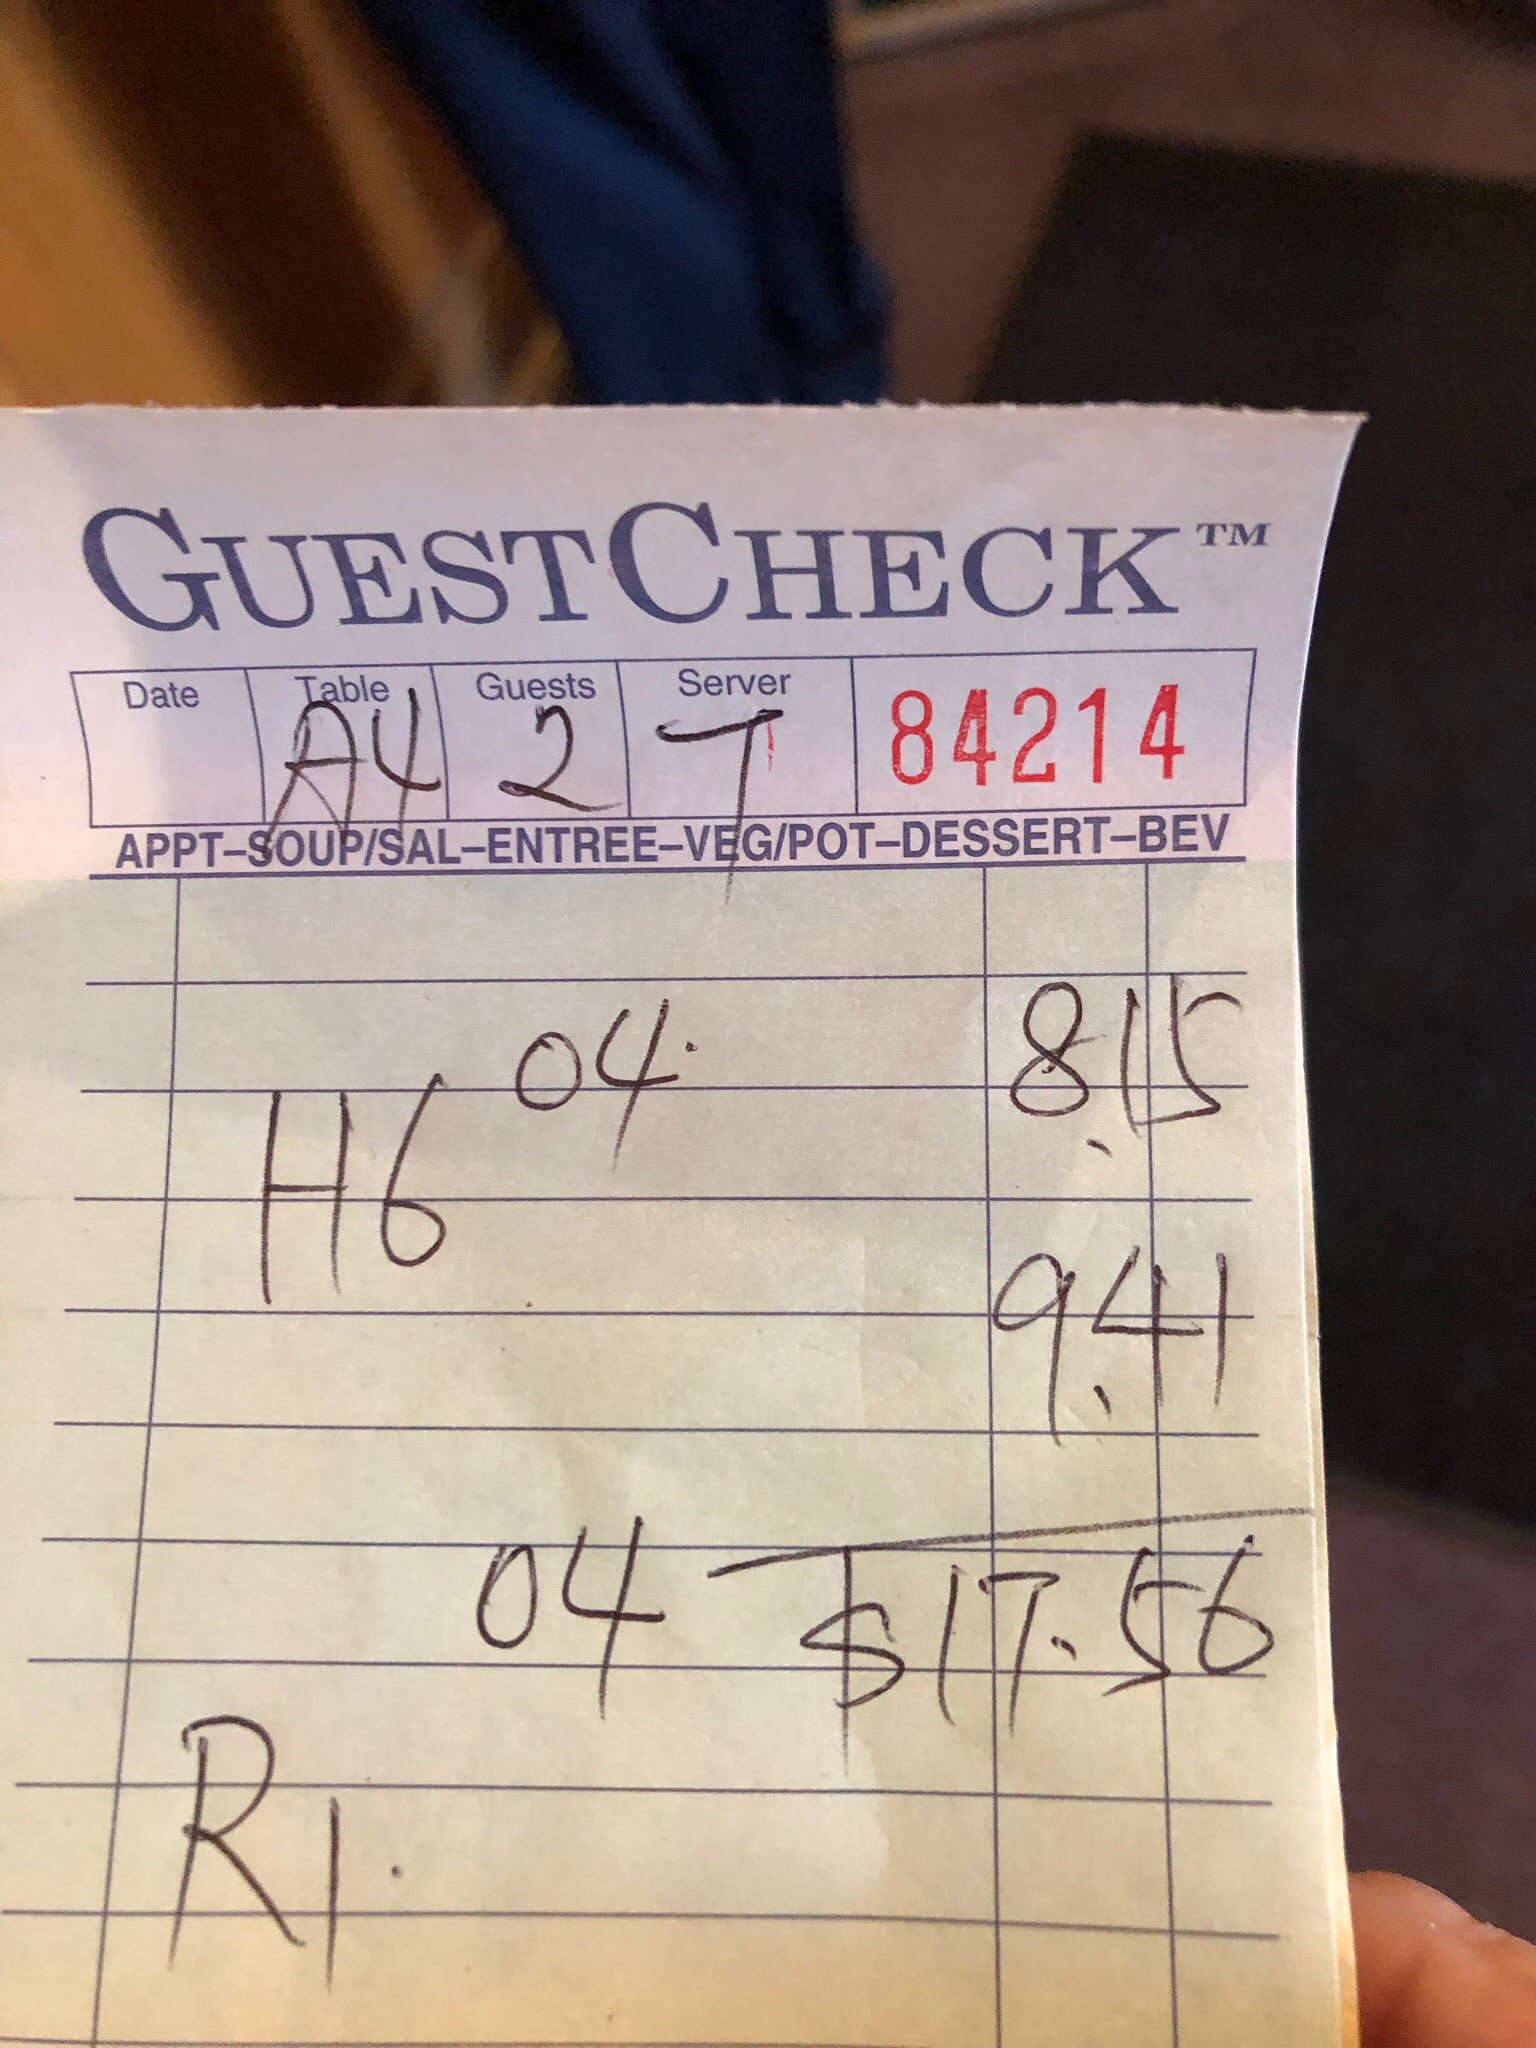 GUESTCHECK™
Date Table Guests Server 84214
A4 2 T
APPT–SOUP/SAL–ENTREE–VEG/POT–DESSERT–BEV
04. 8.15
H6
9.41
04 $17.56
R1.